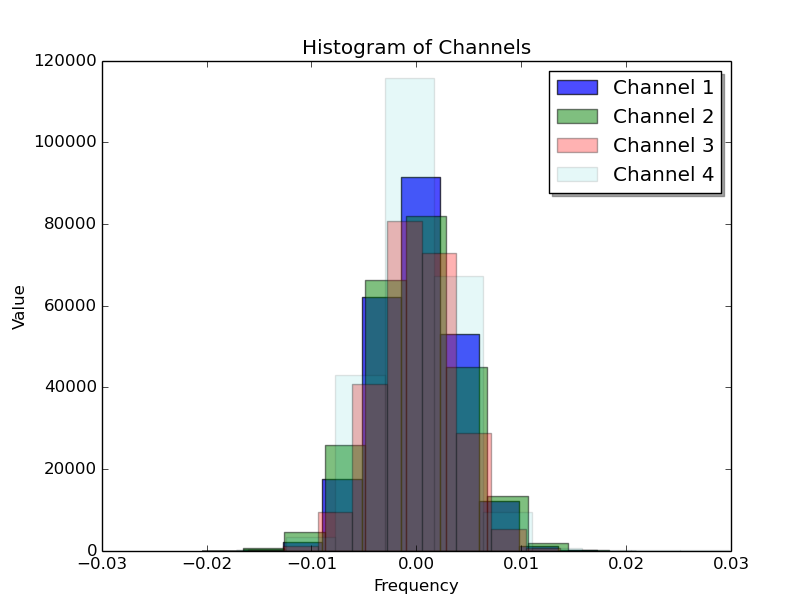 Histogram of Channels
120000
100000
80000
60000
40000
20000
0
Value
−0.03
−0.02
−0.01
0.00
0.01
0.02
0.03
Frequency
Channel 1
Channel 2
Channel 3
Channel 4